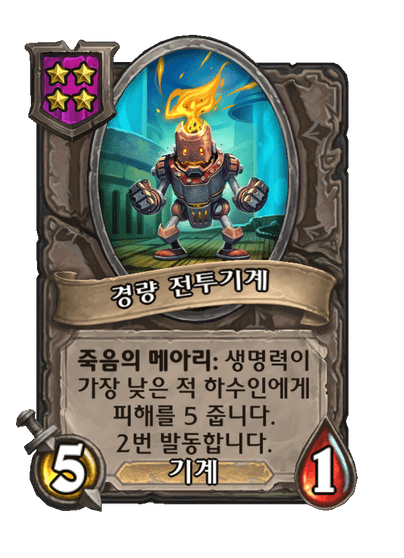 경량 전투기계
죽음의 메아리: 생명력이
가장 낮은 적 하수인에게
피해를 5 줍니다.
2번 발동합니다.
기계
5
1